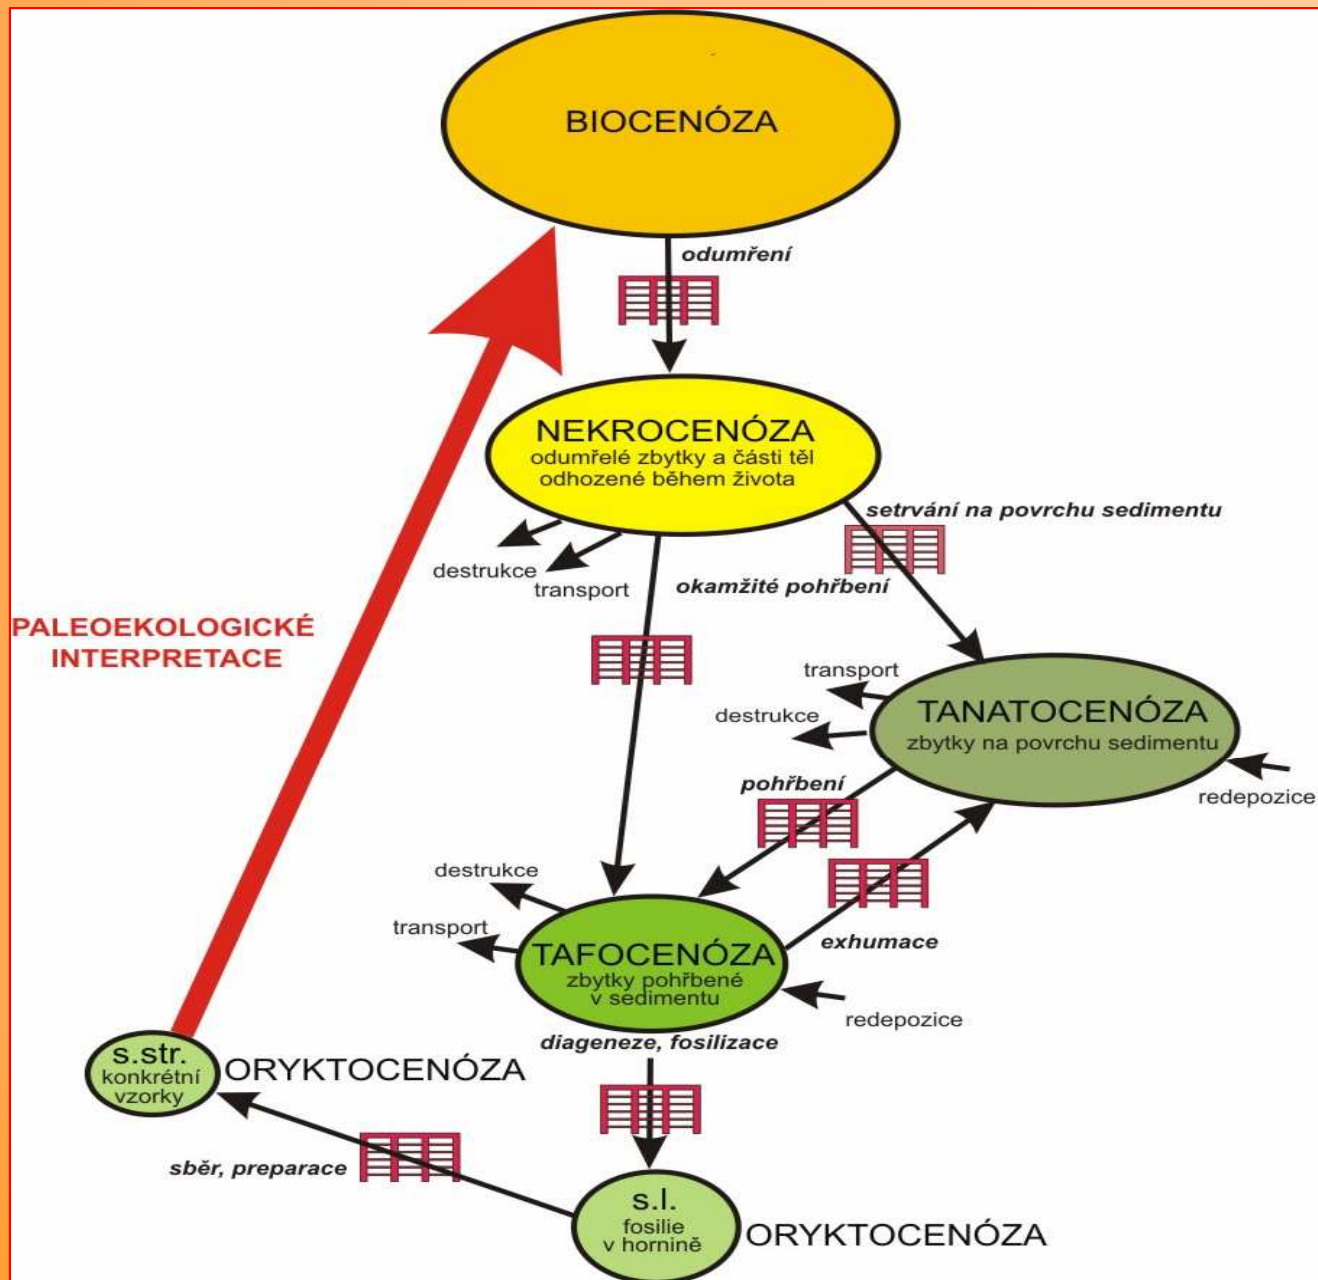 BIOCENÓZA
odumření
NEKROCENÓZA
odumřelé zbytky a části těl
odhozené během života
setrvání na povrchu sedimentu
destrukce
transport
okamžité pohřbení
PALEOEKOLOGICKÉ
INTERPRETACE
transport
destrukce
TANATOCENÓZA
zbytky na povrchu sedimentu
redepozice
pohřbení
destrukce
transport
exhumace
TAFOCENÓZA
zbytky pohřbené
v sedimentu
redepozice
diageneze, fosilizace
s.str.
konkrétní
vzorky
ORYKTOCENÓZA
sběr, preparace
s.l.
fosilie
v hornině
ORYKTOCENÓZA